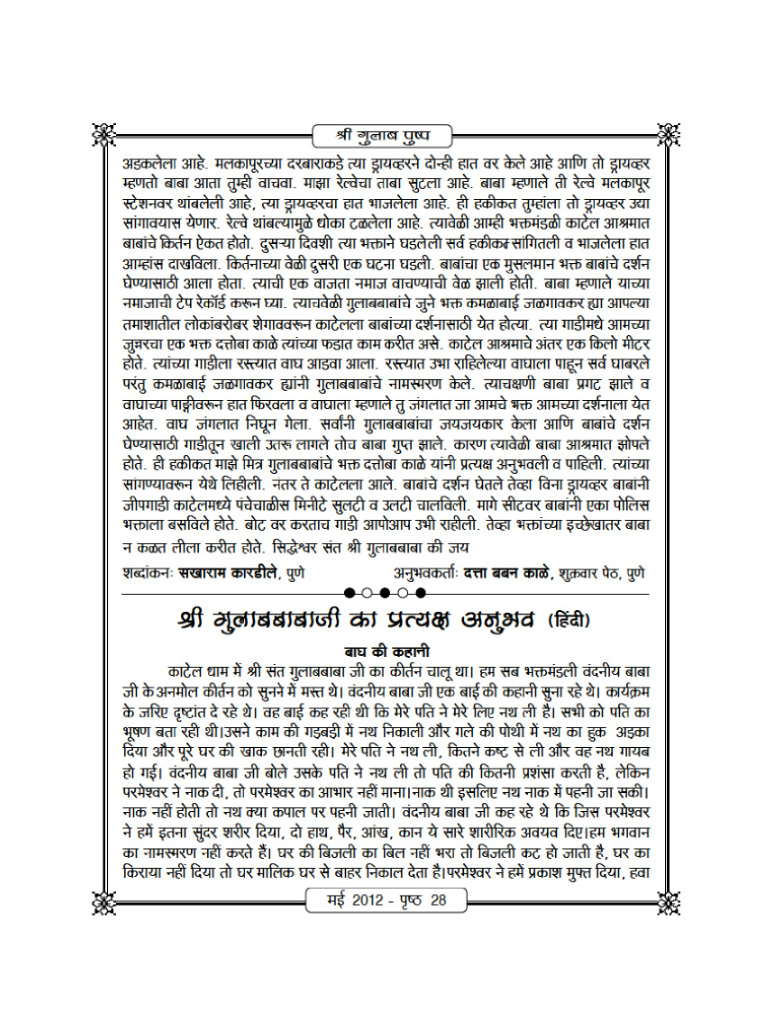 श्री गुलाब पुष्प
अडकलेला आहे. मलकापूरच्या दरबाराकडे त्या ड्रायव्हरने दोन्ही हात वर केले आहे आणि तो ड्रायव्हर
म्हणतो बाबा आता तुम्ही वाचवा. माझा रेल्वेचा ताबा सुटला आहे. बाबा म्हणाले ती रेल्वे मलकापूर
स्टेशनवर थांबलेली आहे, त्या ड्रायव्हरचा हात भाजलेला आहे. ही हकीकत तुम्हांला तो ड्रायव्हर उद्या
सांगावयास येणार. रेल्वे थांबल्यामुळे धोका टळलेला आहे. त्यावेळी आम्ही भक्तमंडळी काटेल आश्रमात
बाबांचे किर्तन ऐकत होतो. दुसऱ्या दिवशी त्या भक्ताने घडलेली सर्व हकीकत सांगितली व भाजलेला हात
आम्हांस दाखविला. किर्तनाच्या वेळी दुसरी एक घटना घडली. बाबांचा एक मुसलमान भक्त बाबांचे दर्शन
घेण्यासाठी आला होता. त्याची एक वाजता नमाज वाचण्याची वेळ झाली होती. बाबा म्हणाले याच्या
नमाजाची टेप रेकॉर्ड करून घ्या. त्याचवेळी गुलाबबाबांचे जुने भक्त कमळाबाई जळगावकर ह्या आपल्या
तमाशातील लोकांबरोबर शेगाववरून काटेलला बाबांच्या दर्शनासाठी येत होत्या. त्या गाडीमधे आमच्या
जुन्नरचा एक भक्त दत्तोबा काळे त्यांच्या फडात काम करीत असे. काटेल आश्रमाचे अंतर एक किलो मीटर
होते. त्यांच्या गाडीला रस्त्यात वाघ आडवा आला. रस्त्यात उभा राहिलेल्या वाघाला पाहून सर्व घाबरले
परंतु कमळाबाई जळगावकर ह्यांनी गुलाबबाबांचे नामस्मरण केले. त्याचक्षणी बाबा प्रगट झाले व
वाघाच्या पाठीवरून हात फिरवला व वाघाला म्हणाले तु जंगलात जा आमचे भक्त आमच्या दर्शनाला येत
आहेत. वाघ जंगलात निघून गेला. सर्वांनी गुलाबबाबांचा जयजयकार केला आणि बाबांचे दर्शन
घेण्यासाठी गाडीतून खाली उतरू लागले तोच बाबा गुप्त झाले. कारण त्यावेळी बाबा आश्रमात झोपले
होते. ही हकीकत माझे मित्र गुलाबबाबांचे भक्त दत्तोबा काळे यांनी प्रत्यक्ष अनुभवली व पाहिली. त्यांच्या
सांगण्यावरून येथे लिहीली. नंतर ते काटेलला आले. बाबांचे दर्शन घेतले तेव्हा विना ड्रायव्हर बाबांनी
जीपगाडी काटेलमध्ये पंचेचाळीस मिनीटे सुलटी व उलटी चालविली. मागे सीटवर बाबांनी एका पोलिस
भक्ताला बसविले होते. बोट वर करताच गाडी आपोआप उभी राहीली. तेव्हा भक्तांच्या इच्छेखातर बाबा
न कळत लीला करीत होते. सिद्धेश्वर संत श्री गुलाबबाबा की जय
शब्दांकनः सखाराम कारडीले, पुणे अनुभवकर्ताः दत्ता बबन काळे, शुक्रवार पेठ, पुणे
श्री गुलाबबाबाजी का प्रत्यक्ष अनुभव (हिंदी)
बाघ की कहानी
काटेल धाम में श्री संत गुलाबबाबा जी का कीर्तन चालू था। हम सब भक्तमंडली वंदनीय बाबा
जी के अनमोल कीर्तन को सुनने में मस्त थे। वंदनीय बाबा जी एक बाई की कहानी सुना रहे थे। कार्यक्रम
के जरिए दृष्टांत दे रहे थे। वह बाई कह रही थी कि मेरे पति ने मेरे लिए नथ ली है। सभी को पति का
भूषण बता रही थी।उसने काम की गड़बड़ी में नथ निकाली और गले की पोथी में नथ का हुक अड़का
दिया और पूरे घर की खाक छानती रही। मेरे पति ने नथ ली, कितने कष्ट से ली और वह नथ गायब
हो गई। वंदनीय बाबा जी बोले उसके पति ने नथ ली तो पति की कितनी प्रशंसा करती है, लेकिन
परमेश्वर ने नाक दी, तो परमेश्वर का आभार नहीं माना।नाक थी इसलिए नथ नाक में पहनी जा सकी।
नाक नहीं होती तो नथ क्या कपाल पर पहनी जाती। वंदनीय बाबा जी कह रहे थे कि जिस परमेश्वर
ने हमें इतना सुंदर शरीर दिया, दो हाथ, पैर, आंख, कान ये सारे शारीरिक अवयव दिए।हम भगवान
का नामस्मरण नहीं करते हैं। घर की बिजली का बिल नहीं भरा तो बिजली कट हो जाती है, घर का
किराया नहीं दिया तो घर मालिक घर से बाहर निकाल देता है।परमेश्वर ने हमें प्रकाश मुफ्त दिया, हवा
मई 2012 - पृष्ठ 28